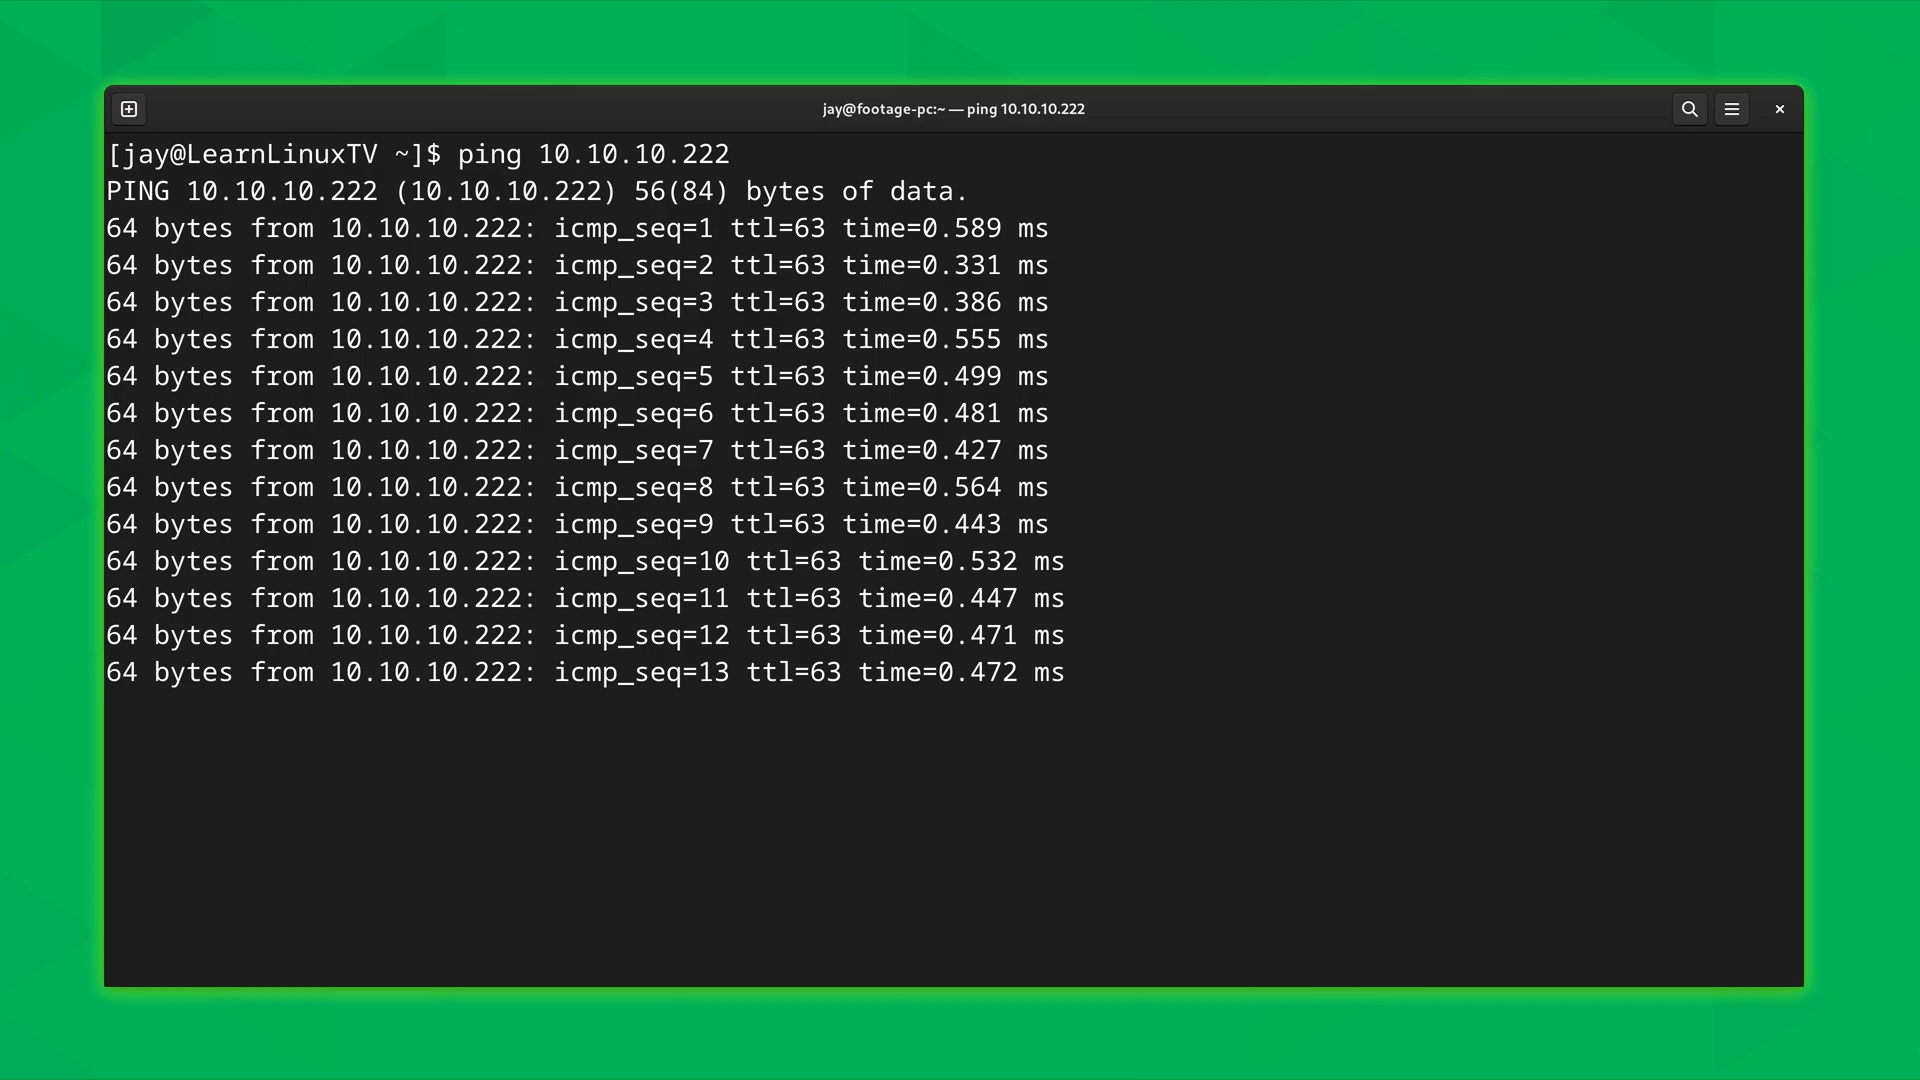 jay@footage-pc:~ — ping 10.10.10.222
[jay@LearnLinuxTV ~]$ ping 10.10.10.222
PING 10.10.10.222 (10.10.10.222) 56(84) bytes of data.
64 bytes from 10.10.10.222: icmp_seq=1 ttl=63 time=0.589 ms
64 bytes from 10.10.10.222: icmp_seq=2 ttl=63 time=0.331 ms
64 bytes from 10.10.10.222: icmp_seq=3 ttl=63 time=0.386 ms
64 bytes from 10.10.10.222: icmp_seq=4 ttl=63 time=0.555 ms
64 bytes from 10.10.10.222: icmp_seq=5 ttl=63 time=0.499 ms
64 bytes from 10.10.10.222: icmp_seq=6 ttl=63 time=0.481 ms
64 bytes from 10.10.10.222: icmp_seq=7 ttl=63 time=0.427 ms
64 bytes from 10.10.10.222: icmp_seq=8 ttl=63 time=0.564 ms
64 bytes from 10.10.10.222: icmp_seq=9 ttl=63 time=0.443 ms
64 bytes from 10.10.10.222: icmp_seq=10 ttl=63 time=0.532 ms
64 bytes from 10.10.10.222: icmp_seq=11 ttl=63 time=0.447 ms
64 bytes from 10.10.10.222: icmp_seq=12 ttl=63 time=0.471 ms
64 bytes from 10.10.10.222: icmp_seq=13 ttl=63 time=0.472 ms